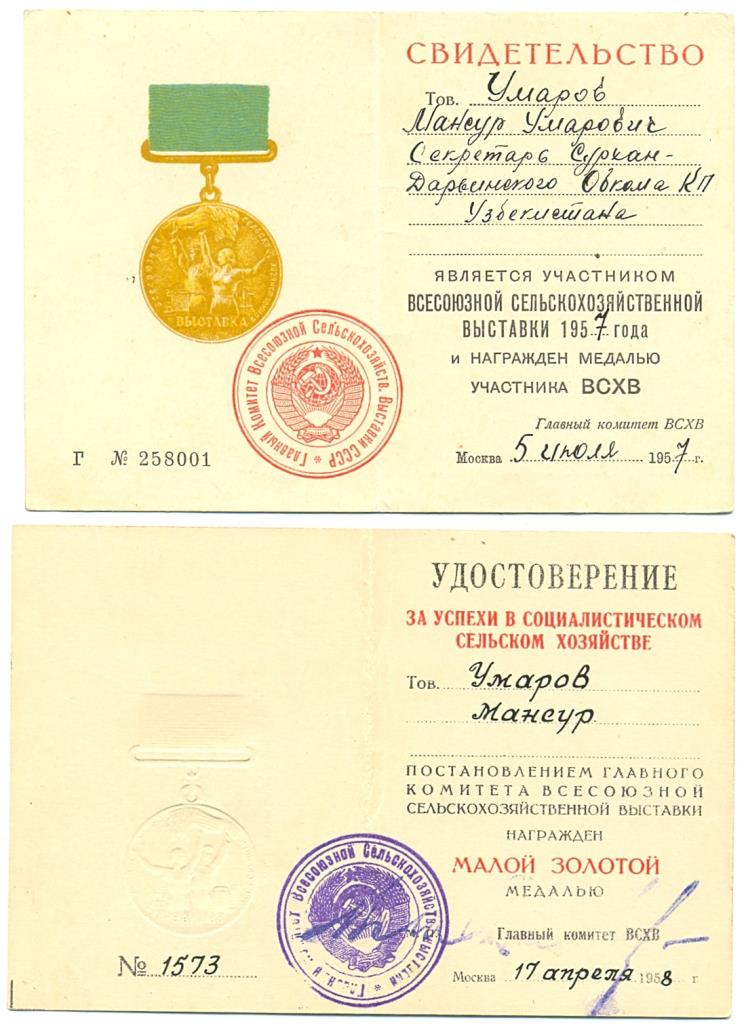 СВИДЕТЕЛЬСТВО
Тов. Умаров
Мансур Умарович
Секретарь Сурхан-
Дарьинского Обкома КП
Узбекистана
ЯВЛЯЕТСЯ УЧАСТНИКОМ
ВСЕСОЮЗНОЙ СЕЛЬСКОХОЗЯЙСТВЕННОЙ
ВЫСТАВКИ 1957 года
И НАГРАЖДЕН МЕДАЛЬЮ
УЧАСТНИКА ВСХВ
Главный комитет ВСХВ
Москва 5 июля 1957 г.
ВЫСТАВКА
Главный Комитет Всесоюзной Сельскохозяйств. Выставки СССР
Г № 258001
УДОСТОВЕРЕНИЕ
ЗА УСПЕХИ В СОЦИАЛИСТИЧЕСКОМ
СЕЛЬСКОМ ХОЗЯЙСТВЕ
Тов. Умаров
Мансур
ПОСТАНОВЛЕНИЕМ ГЛАВНОГО
КОМИТЕТА ВСЕСОЮЗНОЙ
СЕЛЬСКОХОЗЯЙСТВЕННОЙ ВЫСТАВКИ
НАГРАЖДЕН
МАЛОЙ ЗОЛОТОЙ
МЕДАЛЬЮ
Главный комитет ВСХВ
Москва 17 апреля 1958 г
Всесоюзной Сельскохозяйственной Выставки
№ 1573